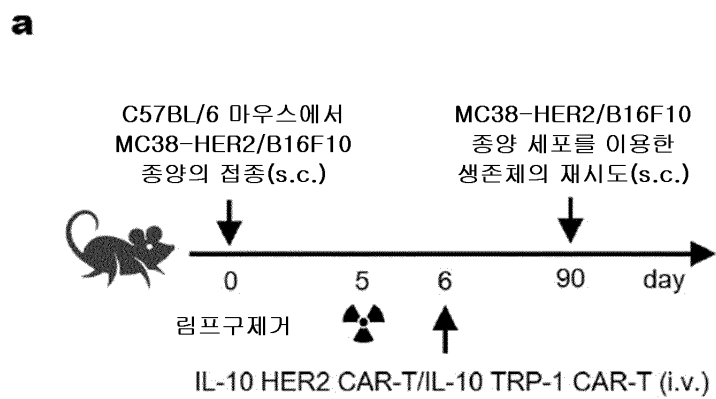 a
C57BL/6 마우스에서
MC38-HER2/B16F10
종양의 접종(s.c.)
MC38-HER2/B16F10
종양 세포를 이용한
생존체의 재시도(s.c.)
0 5 6 90 day
림프구제거
IL-10 HER2 CAR-T/IL-10 TRP-1 CAR-T (i.v.)